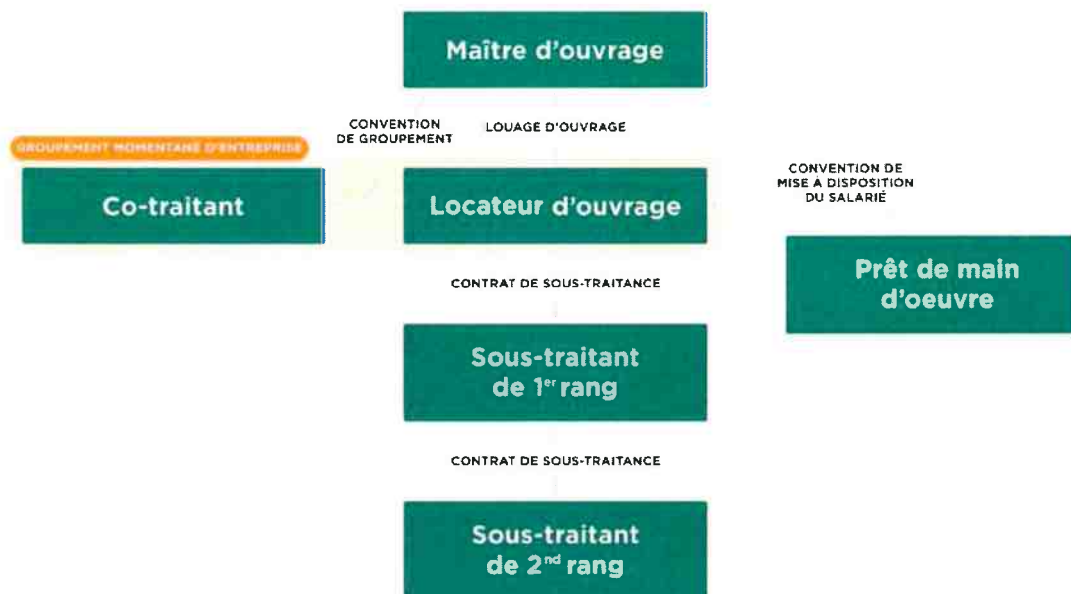 Maître d'ouvrage
CONVENTION
DE GROUPEMENT
LOUAGE D'OUVRAGE
GROUPEMENT MOMENTANÉ D'ENTREPRISE
Co-traitant
Locateur d'ouvrage
CONVENTION DE
MISE À DISPOSITION
DU SALARIÉ
Prêt de main
d'oeuvre
CONTRAT DE SOUS-TRAITANCE
Sous-traitant
de 1er rang
CONTRAT DE SOUS-TRAITANCE
Sous-traitant
de 2nd rang